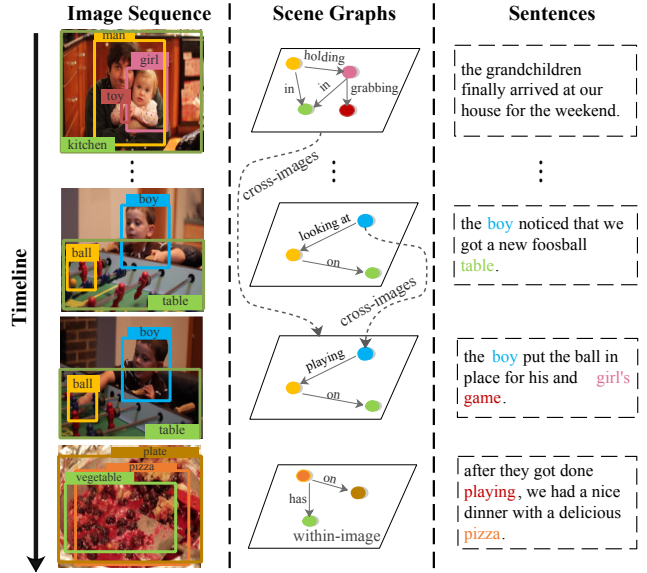 Image Sequence
Scene Graphs
Sentences
Timeline
man
girl
toy
kitchen
holding
in
in
grabbing
the grandchildren
finally arrived at our
house for the weekend.
cross-images
boy
ball
table
looking at
on
cross-images
the boy noticed that we
got a new foosball
table.
boy
ball
table
playing
on
the boy put the ball in
place for his and girl's
game.
plate
pizza
vegetable
on
has
within-image
after they got done
playing, we had a nice
dinner with a delicious
pizza.